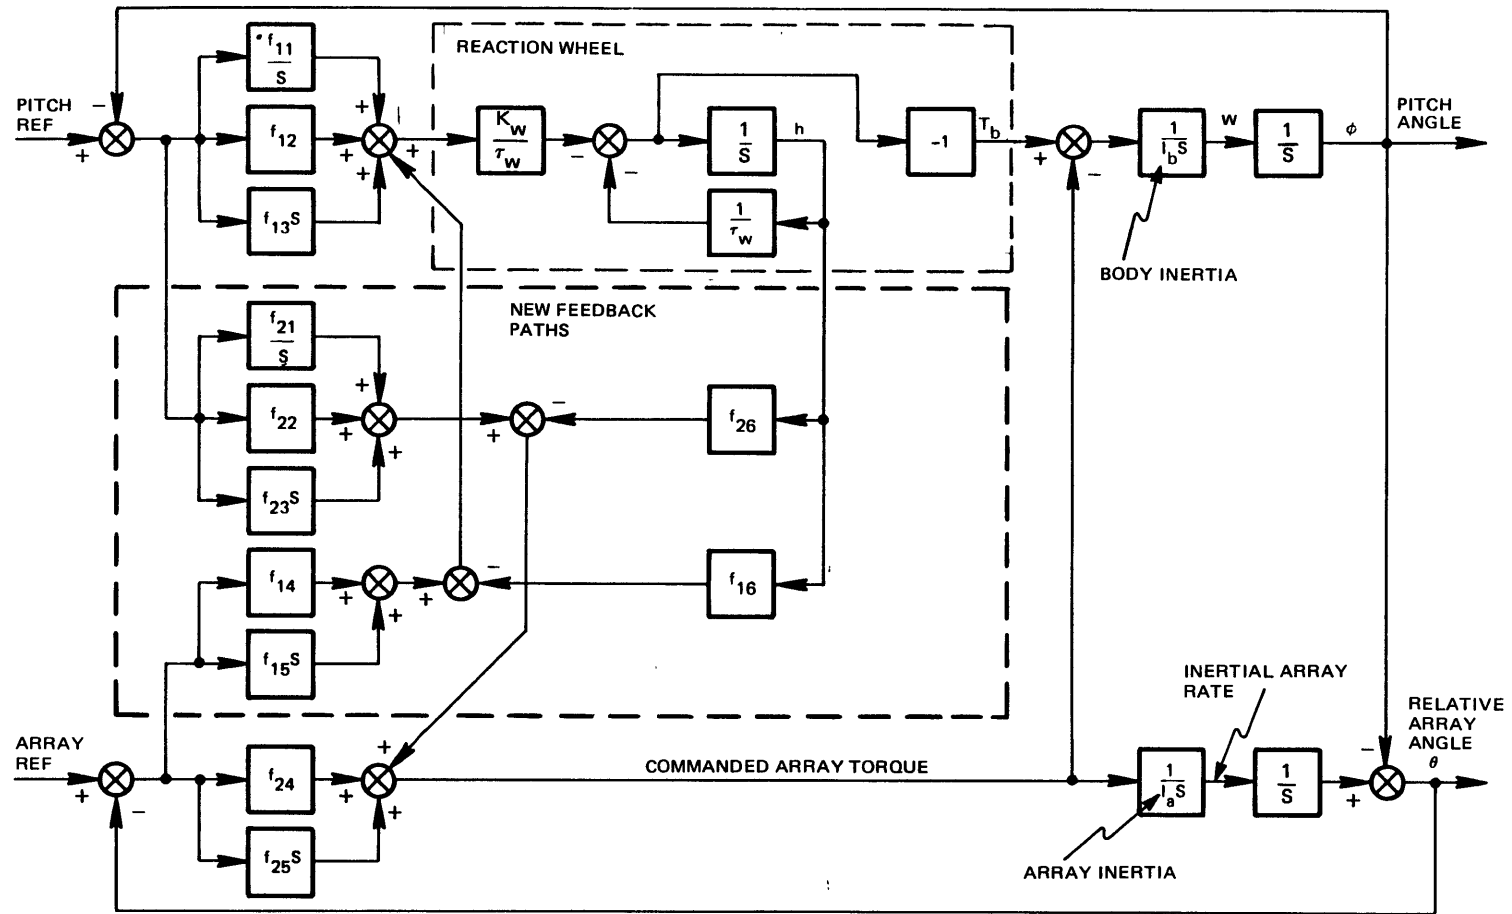 f11
S
REACTION WHEEL
PITCH
REF
−
+
f12
+
+
+
+
Kw
τw
−
−
1
S
h
-1
Tb
+
−
1
IbS
W
1
S
φ
PITCH
ANGLE
f13S
1
τw
BODY INERTIA
NEW FEEDBACK
PATHS
f21
S
f22
+
+
+
+
−
f26
f23S
f14
+
+
+
−
f16
f15S
INERTIAL ARRAY
RATE
RELATIVE
ARRAY
ANGLE
θ
ARRAY
REF
+
−
f24
+
+
+
COMMANDED ARRAY TORQUE
1
IaS
1
S
+
−
f25S
ARRAY INERTIA